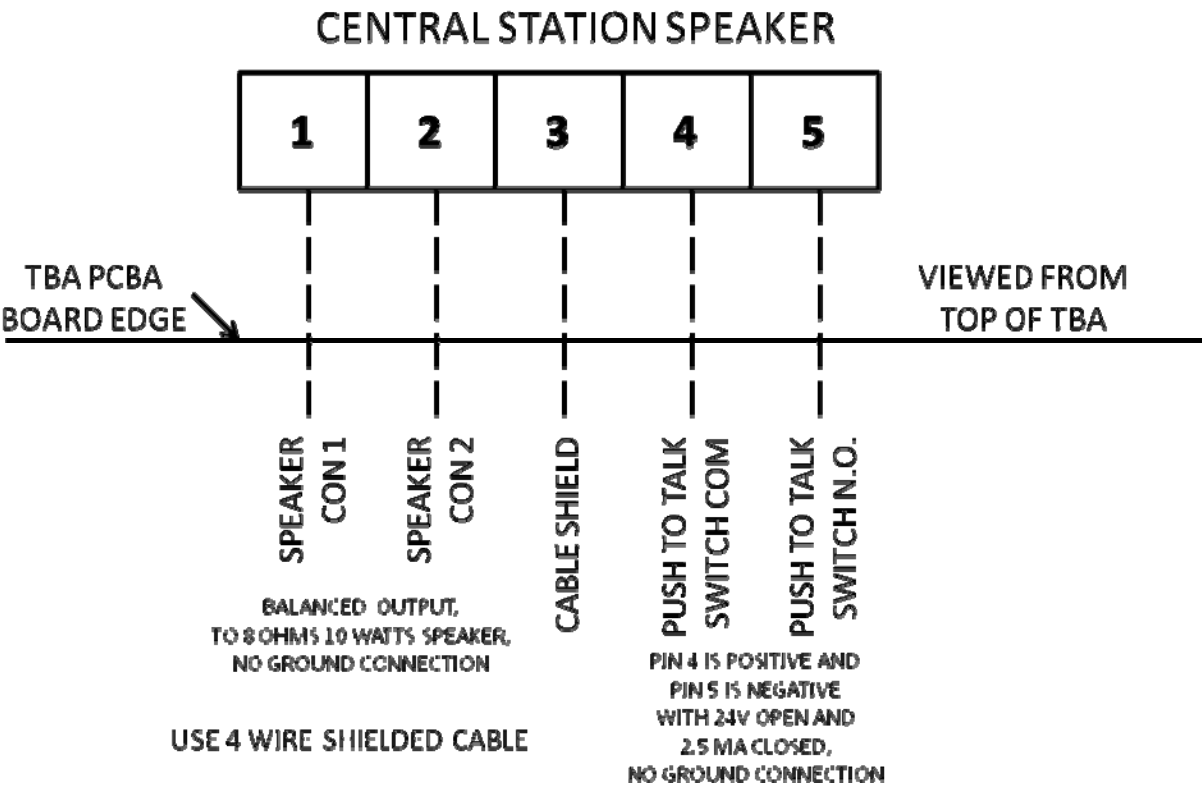 CENTRAL STATION SPEAKER
1 2 3 4 5
TBA PCBA
BOARD EDGE
VIEWED FROM
TOP OF TBA
SPEAKER
CON 1
SPEAKER
CON 2
CABLE SHIELD
PUSH TO TALK
SWITCH COM
PUSH TO TALK
SWITCH N.O.
BALANCED OUTPUT,
TO 8 OHMS 10 WATTS SPEAKER,
NO GROUND CONNECTION
PIN 4 IS POSITIVE AND
PIN 5 IS NEGATIVE
WITH 24V OPEN AND
2.5 MA CLOSED,
NO GROUND CONNECTION
USE 4 WIRE SHIELDED CABLE